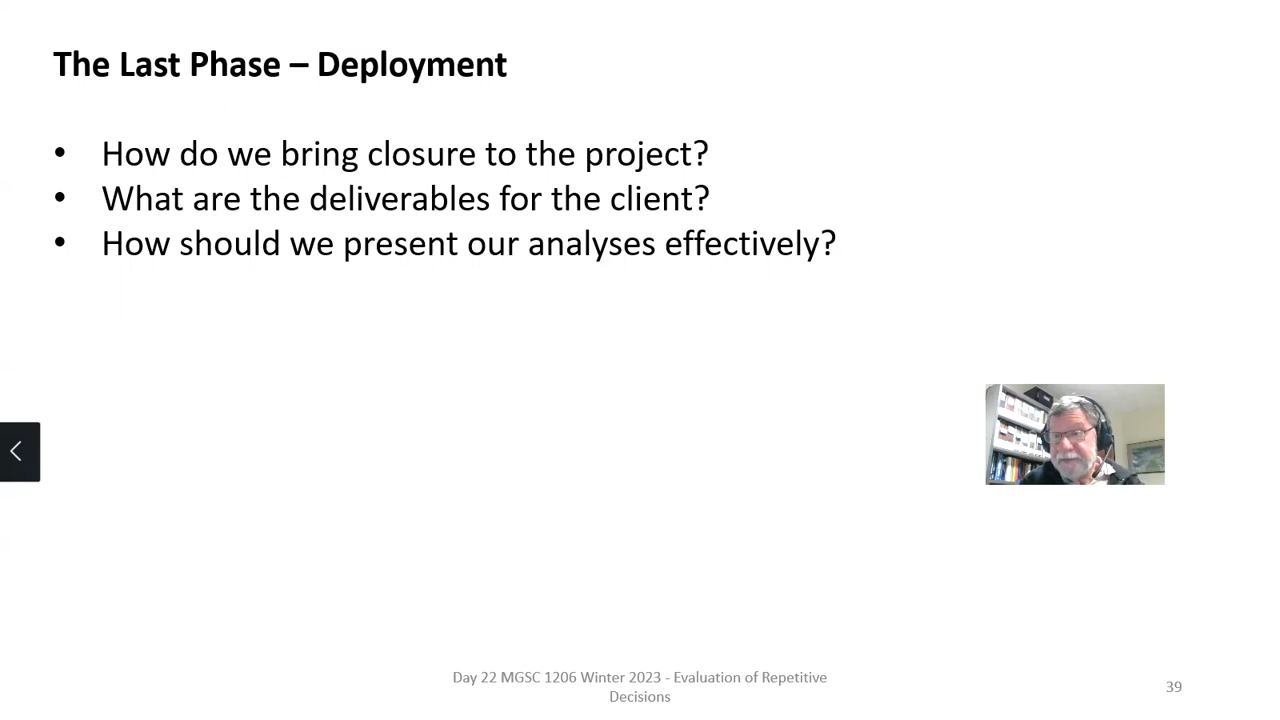 The Last Phase – Deployment
• How do we bring closure to the project?
• What are the deliverables for the client?
• How should we present our analyses effectively?
Day 22 MGSC 1206 Winter 2023 - Evaluation of Repetitive
Decisions
39